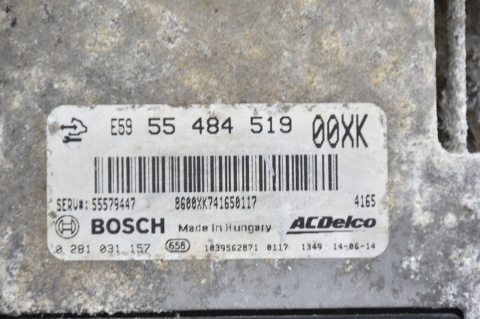 E59 55 484 519 00XK
SERV#: 55579447 8600XK741650117 4165
BOSCH Made in Hungary ACDelco
0 281 031 157 658 1039S62871 0117 1349 14-06-14